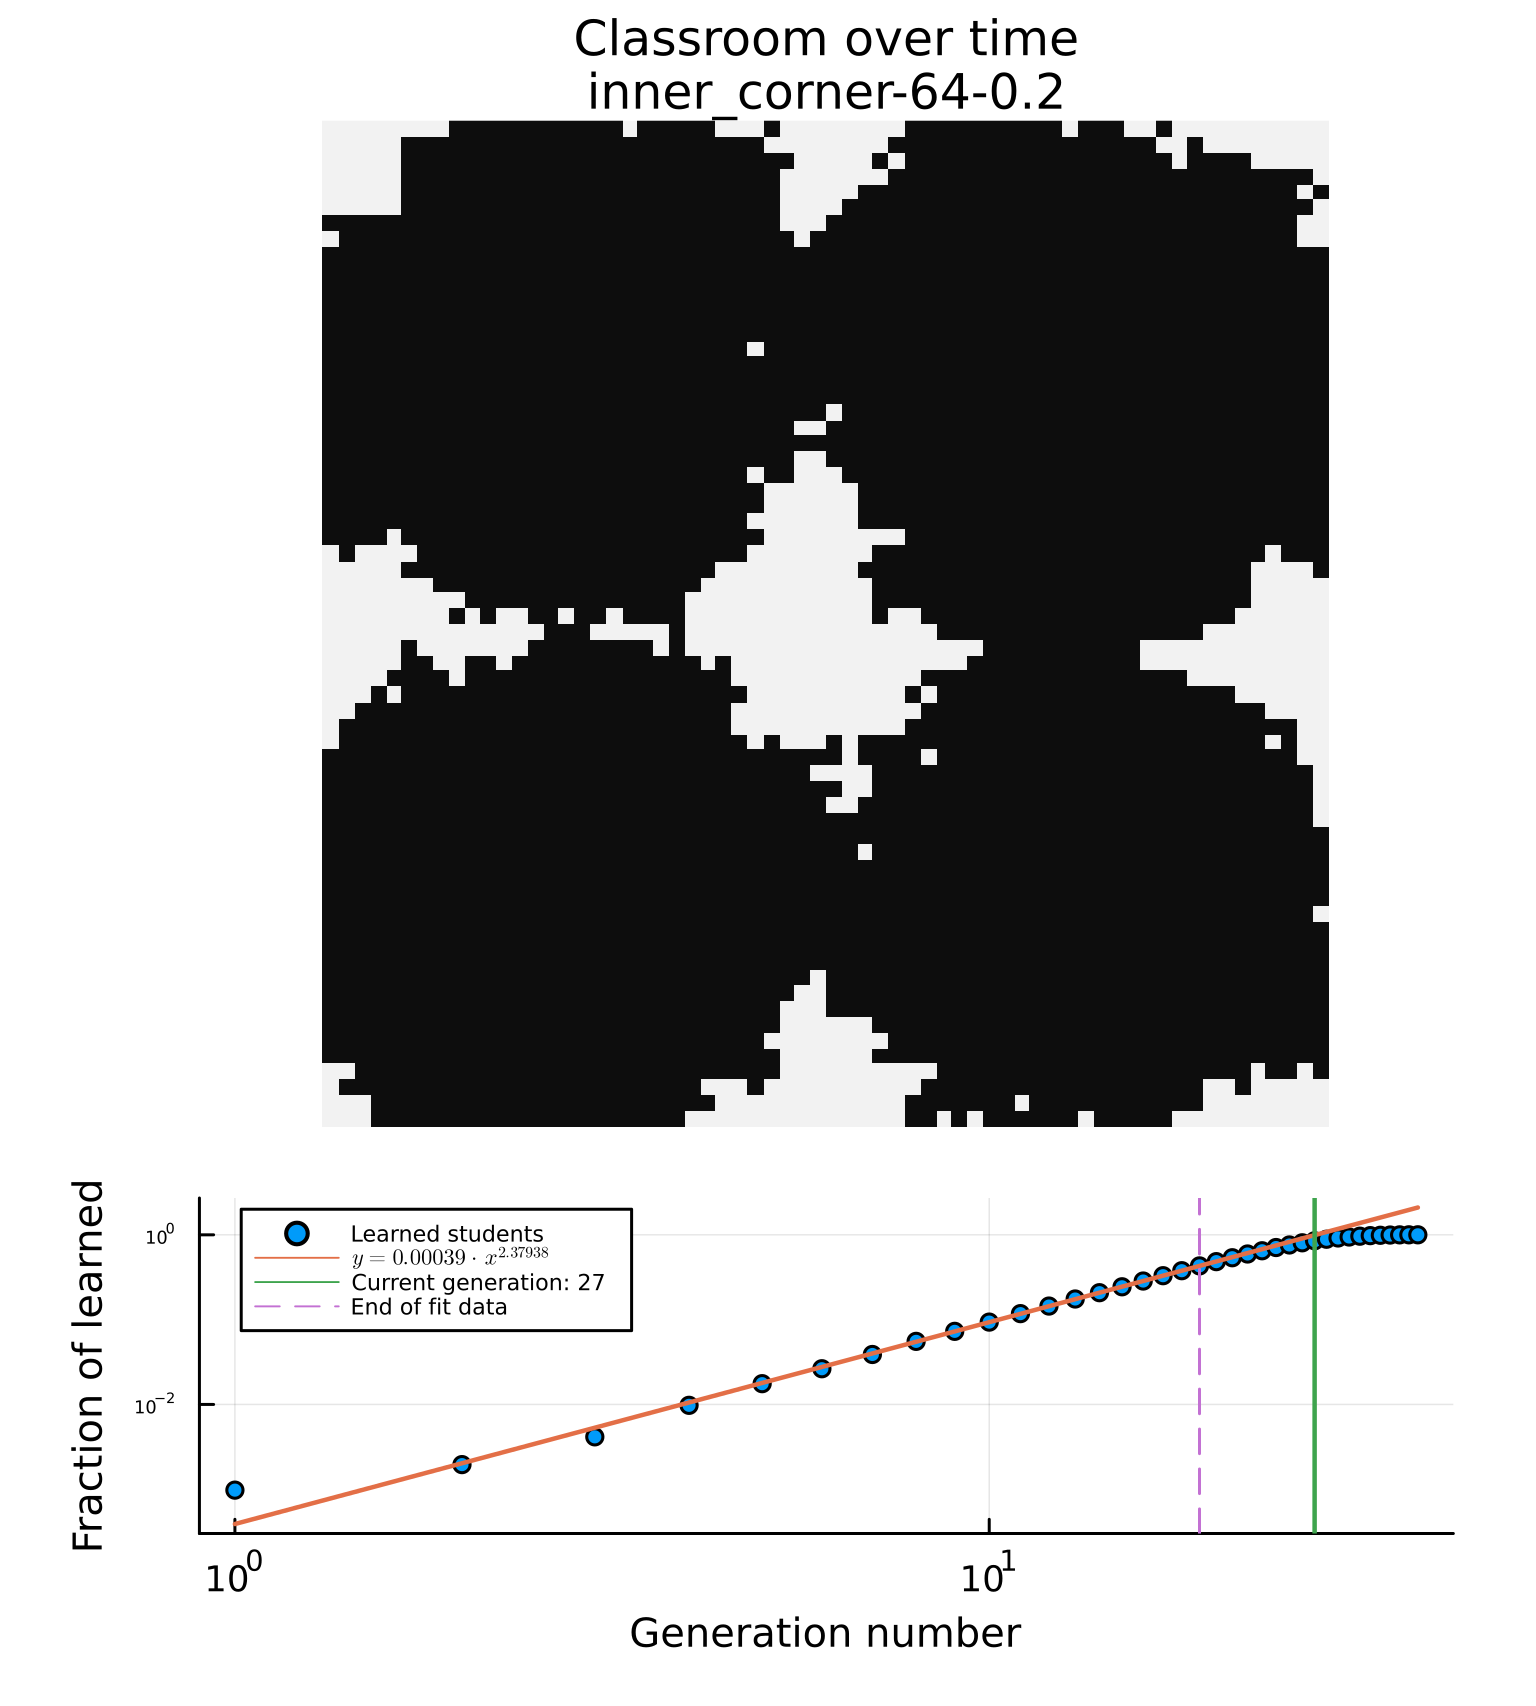 Classroom over time
inner_corner-64-0.2
Fraction of learned
10^0
10^−2
Learned students
y = 0.00039 · x^2.37938
Current generation: 27
End of fit data
10^0
10^1
Generation number